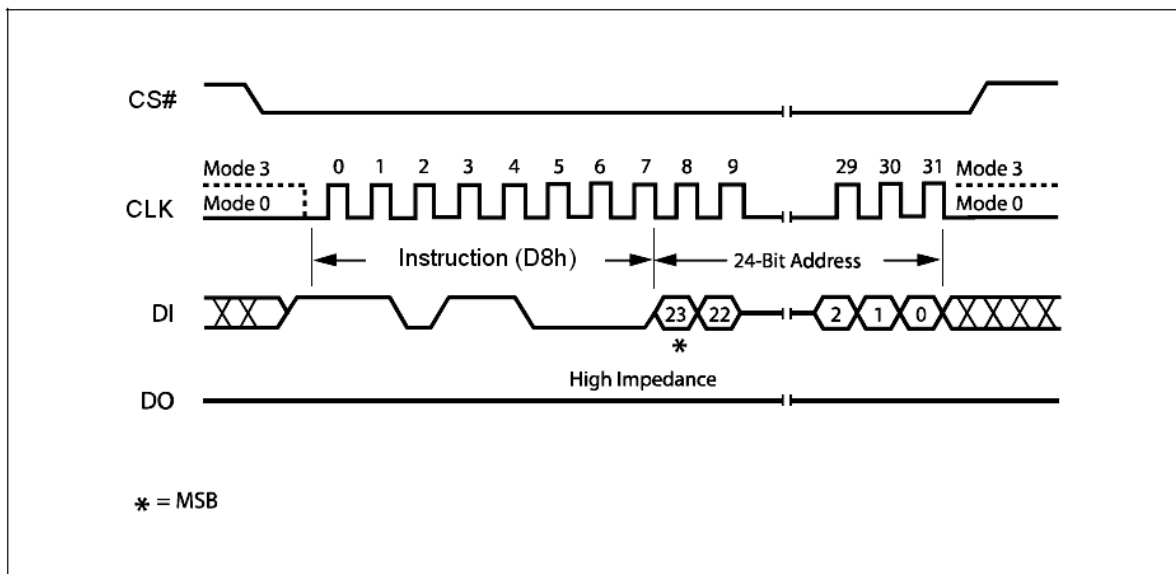 CS#
Mode 3 0 1 2 3 4 5 6 7 8 9 29 30 31 Mode 3
CLK Mode 0 Mode 0
Instruction (D8h) 24-Bit Address
DI 23 22 2 1 0
*
High Impedance
DO
* = MSB